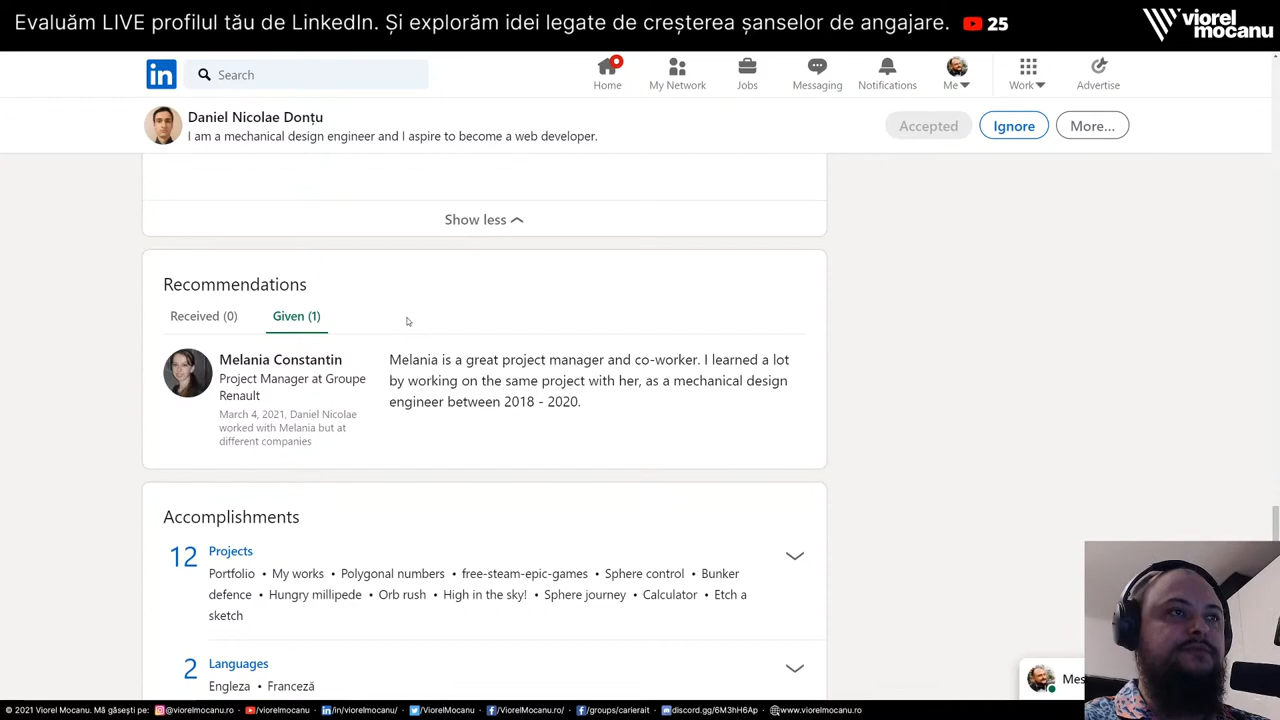 Evaluăm LIVE profilul tău de LinkedIn. Și explorăm idei legate de creșterea șanselor de angajare. 25
viorel
mocanu
in Search
Home
My Network
Jobs
Messaging
Notifications
Me
Work
Advertise
Daniel Nicolae Donțu
I am a mechanical design engineer and I aspire to become a web developer.
Accepted
Ignore
More...
Show less
Recommendations
Received (0) Given (1)
Melania Constantin
Project Manager at Groupe
Renault
March 4, 2021, Daniel Nicolae
worked with Melania but at
different companies
Melania is a great project manager and co-worker. I learned a lot
by working on the same project with her, as a mechanical design
engineer between 2018 - 2020.
Accomplishments
12 Projects
Portfolio • My works • Polygonal numbers • free-steam-epic-games • Sphere control • Bunker
defence • Hungry millipede • Orb rush • High in the sky! • Sphere journey • Calculator • Etch a
sketch
2 Languages
Engleza • Franceză
Mes
© 2021 Viorel Mocanu. Mă găsești pe: @viorelmocanu.ro • /viorelmocanu • /in/viorelmocanu/ • /ViorelMocanu • /ViorelMocanu.ro/ • /groups/carierait • discord.gg/6M3hH6Ap • www.viorelmocanu.ro